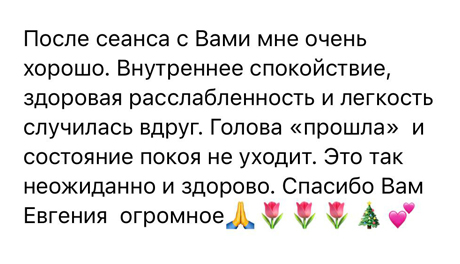 После сеанса с Вами мне очень
хорошо. Внутреннее спокойствие,
здоровая расслабленность и легкость
случилась вдруг. Голова «прошла»  и
состояние покоя не уходит. Это так
неожиданно и здорово. Спасибо Вам
Евгения  огромное🙏🌷🌷🌷🎄💕